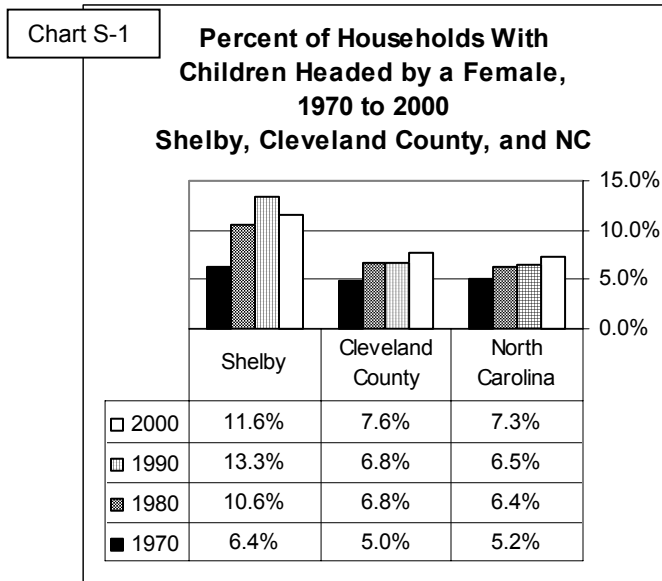 Chart S-1
Percent of Households With
Children Headed by a Female,
1970 to 2000
Shelby, Cleveland County, and NC
15.0%
10.0%
5.0%
0.0%
Shelby Cleveland County North Carolina
2000 11.6% 7.6% 7.3%
1990 13.3% 6.8% 6.5%
1980 10.6% 6.8% 6.4%
1970 6.4% 5.0% 5.2%